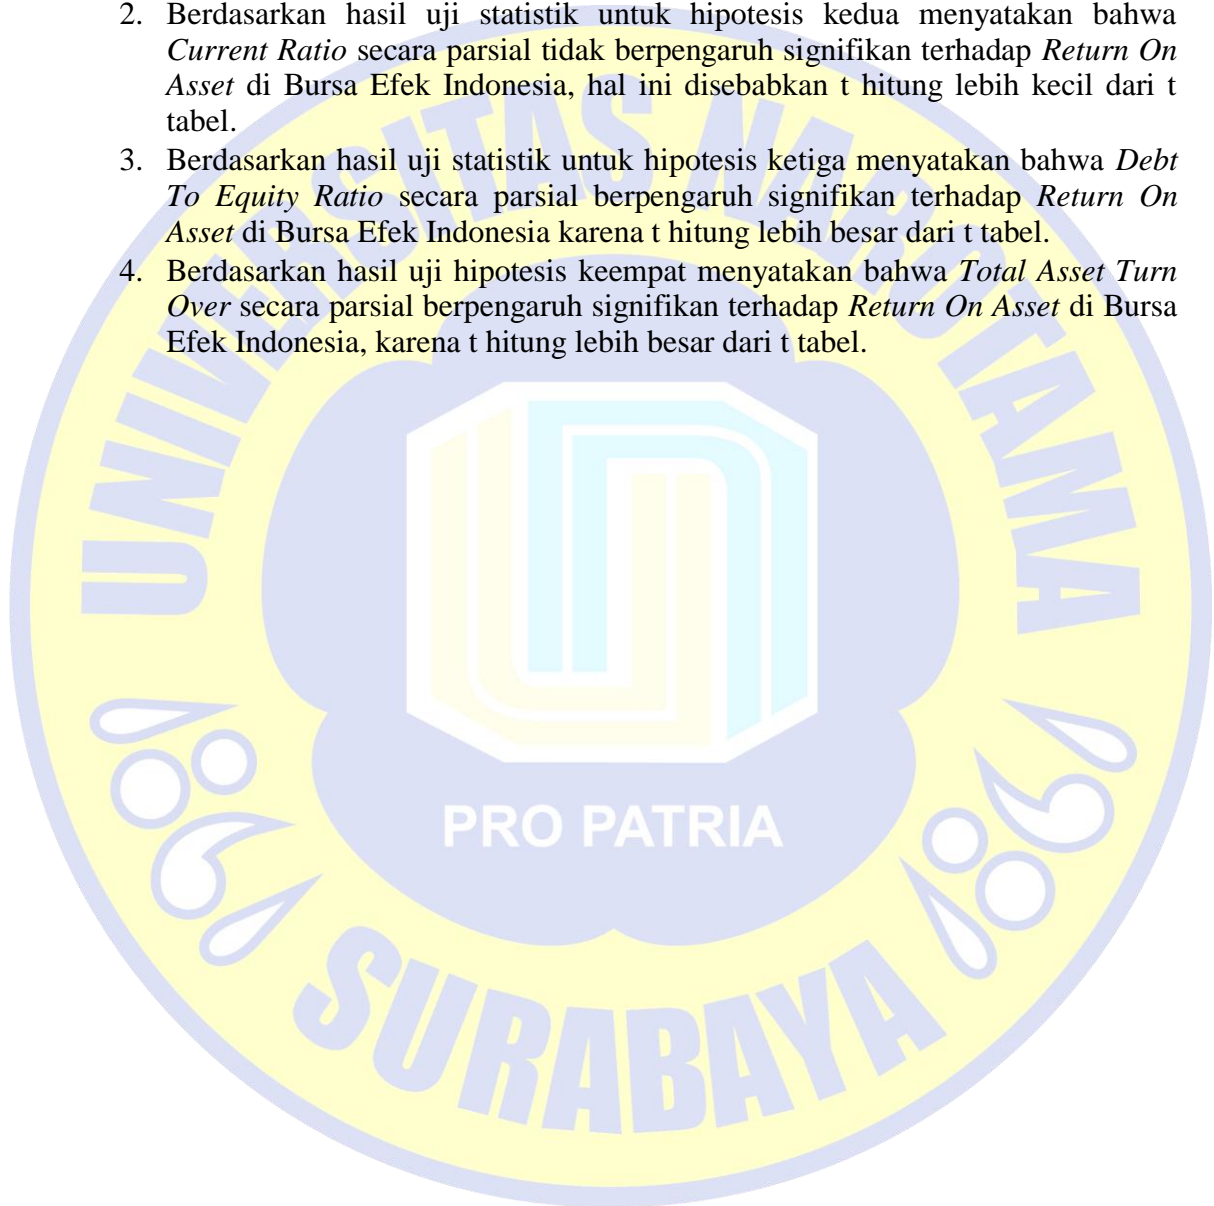 2. Berdasarkan hasil uji statistik untuk hipotesis kedua menyatakan bahwa
Current Ratio secara parsial tidak berpengaruh signifikan terhadap Return On
Asset di Bursa Efek Indonesia, hal ini disebabkan t hitung lebih kecil dari t
tabel.
3. Berdasarkan hasil uji statistik untuk hipotesis ketiga menyatakan bahwa Debt
To Equity Ratio secara parsial berpengaruh signifikan terhadap Return On
Asset di Bursa Efek Indonesia karena t hitung lebih besar dari t tabel.
4. Berdasarkan hasil uji hipotesis keempat menyatakan bahwa Total Asset Turn
Over secara parsial berpengaruh signifikan terhadap Return On Asset di Bursa
Efek Indonesia, karena t hitung lebih besar dari t tabel.
UNIVERSITAS NAROTAMA
PRO PATRIA
SURABAYA